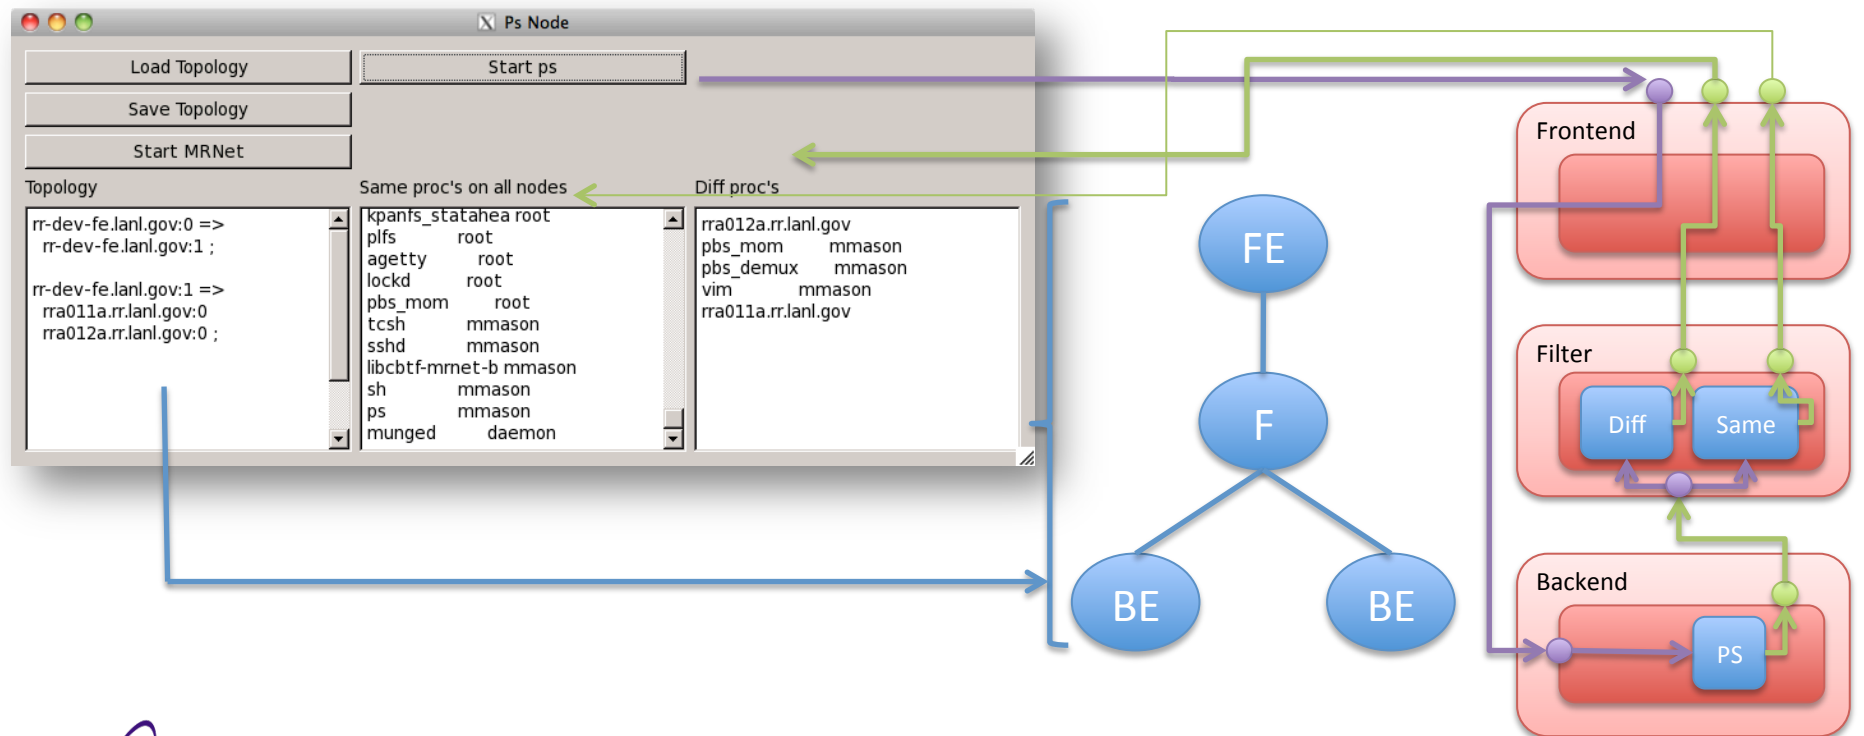 Ps Node
Load Topology
Start ps
Save Topology
Start MRNet
Topology
rr-dev-fe.lanl.gov:0 =>
rr-dev-fe.lanl.gov:1 ;
rr-dev-fe.lanl.gov:1 =>
rra011a.rr.lanl.gov:0
rra012a.rr.lanl.gov:0 ;
Same proc's on all nodes
kpanfs_statahea root
plfs root
agetty root
lockd root
pbs_mom root
tcsh mmason
sshd mmason
libcbtf-mrnet-b mmason
sh mmason
ps mmason
munged daemon
Diff proc's
rra012a.rr.lanl.gov
pbs_mom mmason
pbs_demux mmason
vim mmason
rra011a.rr.lanl.gov
FE
F
BE
BE
Frontend
Filter
Diff
Same
Backend
PS